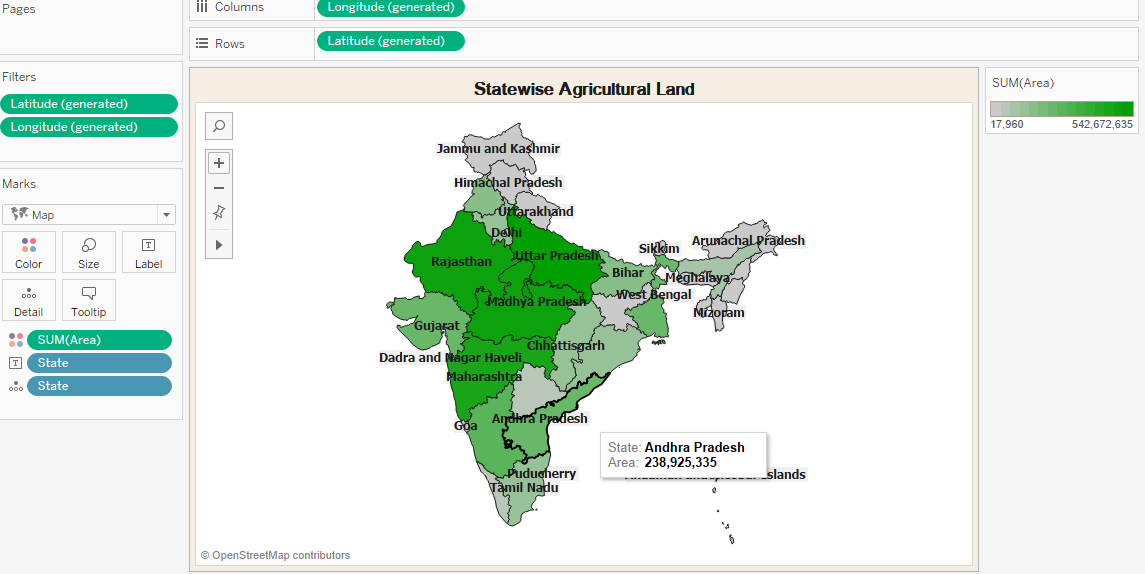 Pages
Columns
Longitude (generated)
Rows
Latitude (generated)
Filters
Latitude (generated)
Longitude (generated)
Marks
Map
Color
Size
Label
Detail
Tooltip
SUM(Area)
State
State
Statewise Agricultural Land
Jammu and Kashmir
Himachal Pradesh
Uttarakhand
Delhi
Arunachal Pradesh
Sikkim
Uttar Pradesh
Rajasthan
Bihar
Meghalaya
West Bengal
Madhya Pradesh
Mizoram
Gujarat
Chhattisgarh
Dadra and Nagar Haveli
Maharashtra
Andhra Pradesh
Goa
State: Andhra Pradesh
Area: 238,925,335
Puducherry
Islands
Tamil Nadu
© OpenStreetMap contributors
SUM(Area)
17,960
542,672,635